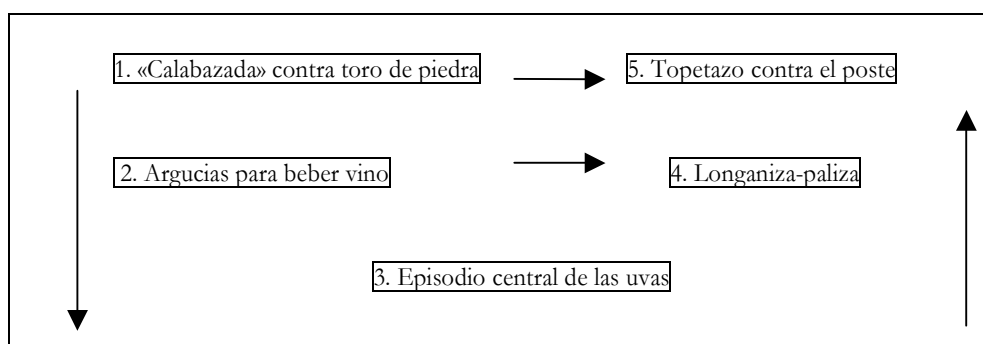 1. «Calabazada» contra toro de piedra
5. Topetazo contra el poste
2. Argucias para beber vino
4. Longaniza-paliza
3. Episodio central de las uvas